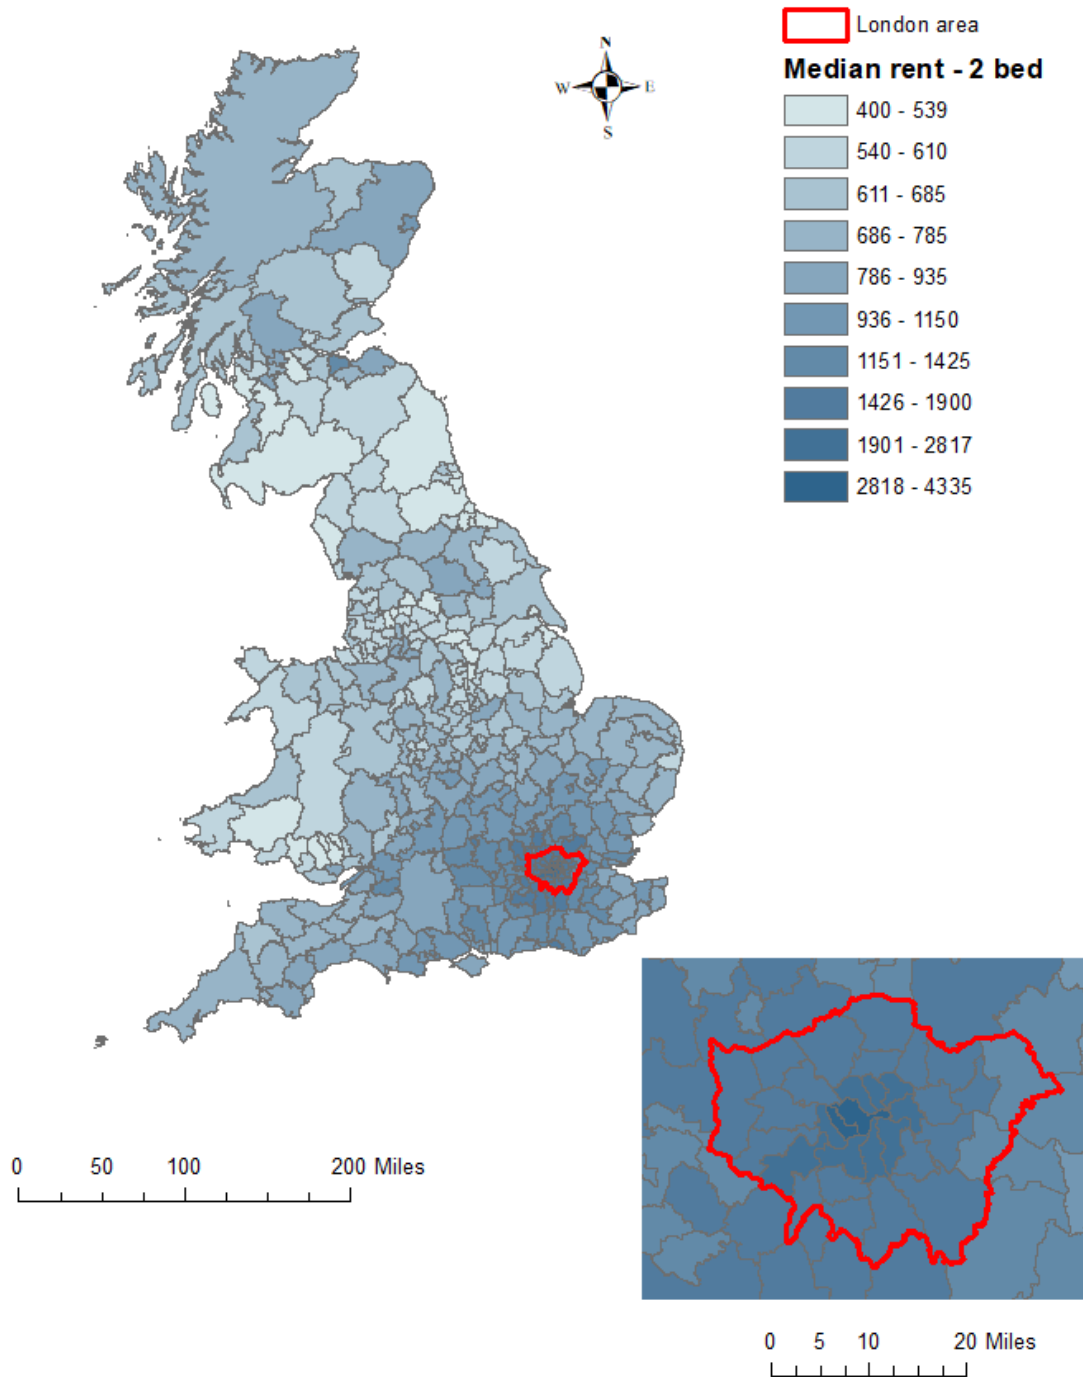 London area
N
W E
S
Median rent - 2 bed
400 - 539
540 - 610
611 - 685
686 - 785
786 - 935
936 - 1150
1151 - 1425
1426 - 1900
1901 - 2817
2818 - 4335
0 50 100 200 Miles
0 5 10 20 Miles